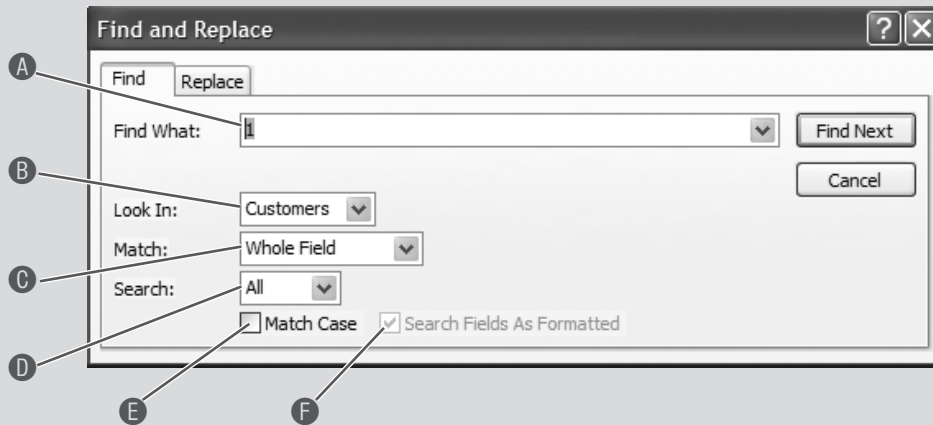 Find and Replace
A
Find Replace
Find What: 1 Find Next
B
Cancel
Look In: Customers
Match: Whole Field
C
Search: All
Match Case Search Fields As Formatted
D
E F